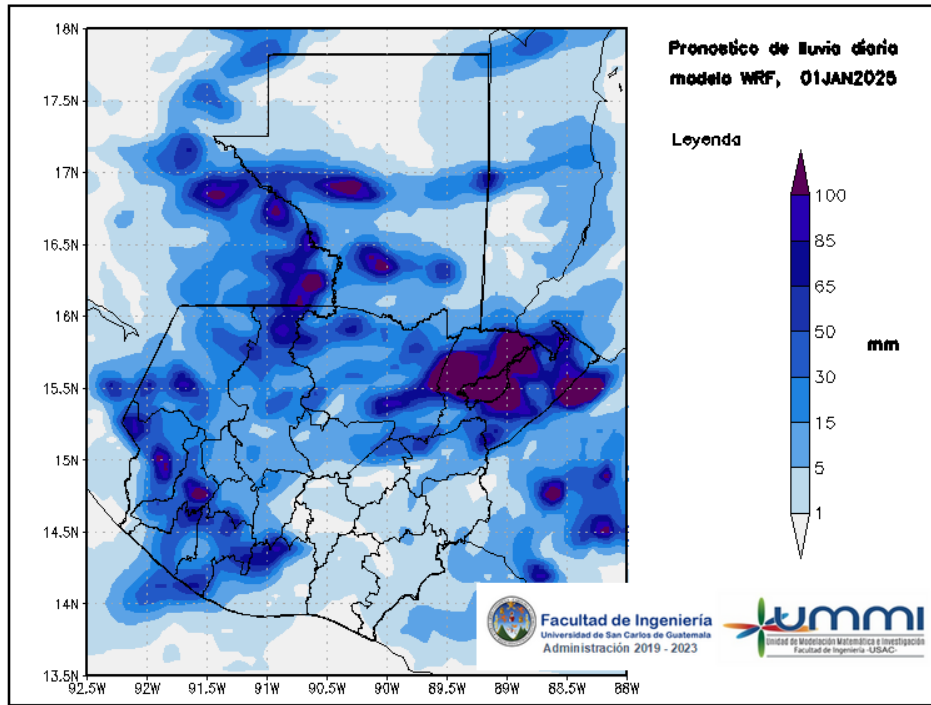 Pronostico de lluvia diaria
modelo WRF, 01JAN2025
Leyenda
100
85
65
50
30
15
5
1
mm
18N
17.5N
17N
16.5N
16N
15.5N
15N
14.5N
14N
13.5N
92.5W 92W 91.5W 91W 90.5W 90W 89.5W 89W 88.5W 88W
Facultad de Ingeniería
Universidad de San Carlos de Guatemala
Administración 2019 - 2023
UMMI
Unidad de Modelación Matemática e Investigación
Facultad de Ingeniería -USAC-